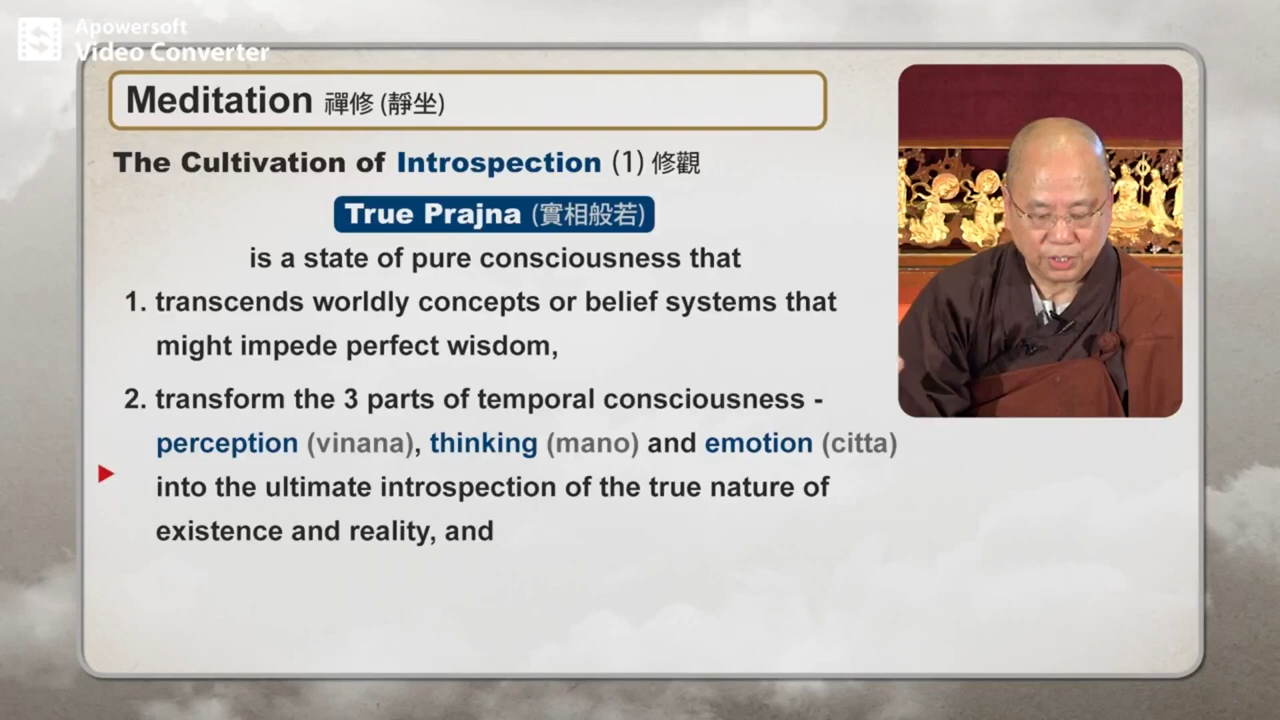 Apowersoft
Video Converter
Meditation 禪修 (靜坐)
The Cultivation of Introspection (1) 修觀
True Prajna (實相般若)
is a state of pure consciousness that
1. transcends worldly concepts or belief systems that
might impede perfect wisdom,
2. transform the 3 parts of temporal consciousness -
perception (vinana), thinking (mano) and emotion (citta)
into the ultimate introspection of the true nature of
existence and reality, and